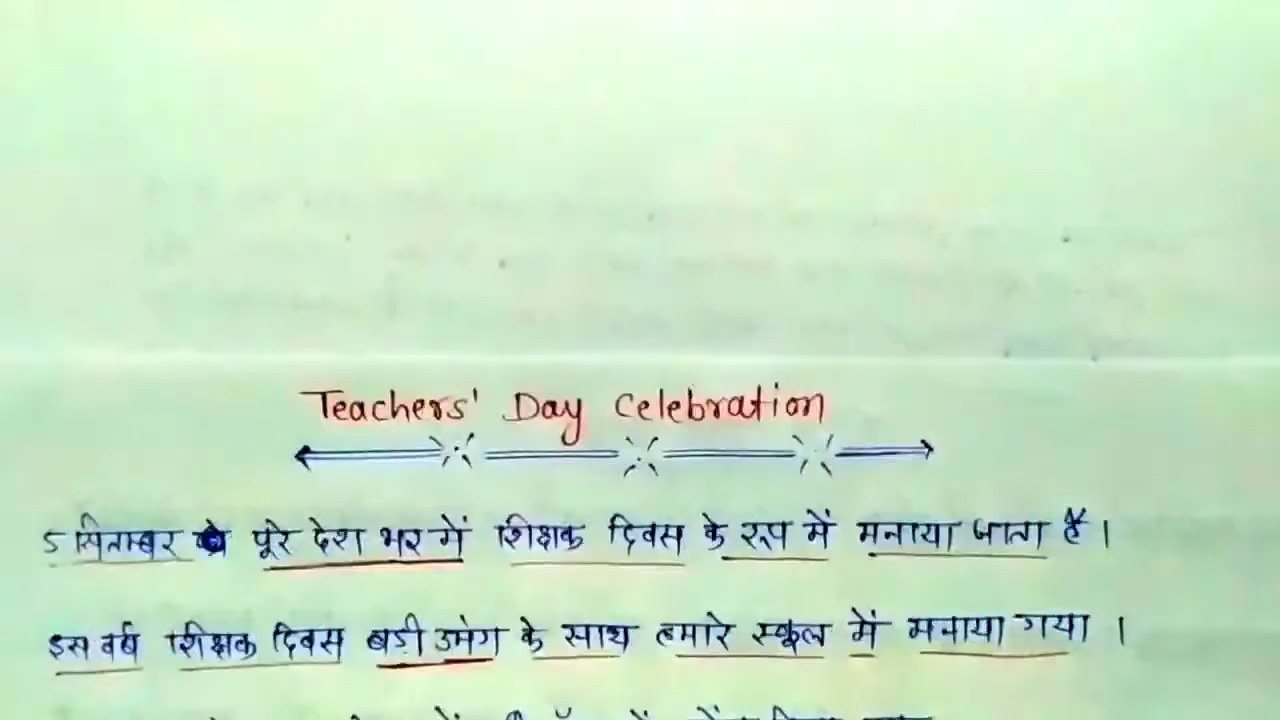 Teachers' Day Celebration
5 सितम्बर को पूरे देश भर में शिक्षक दिवस के रूप में मनाया जाता है।
इस वर्ष शिक्षक दिवस बडी उमंग के साथ हमारे स्कूल में मनाया गया ।